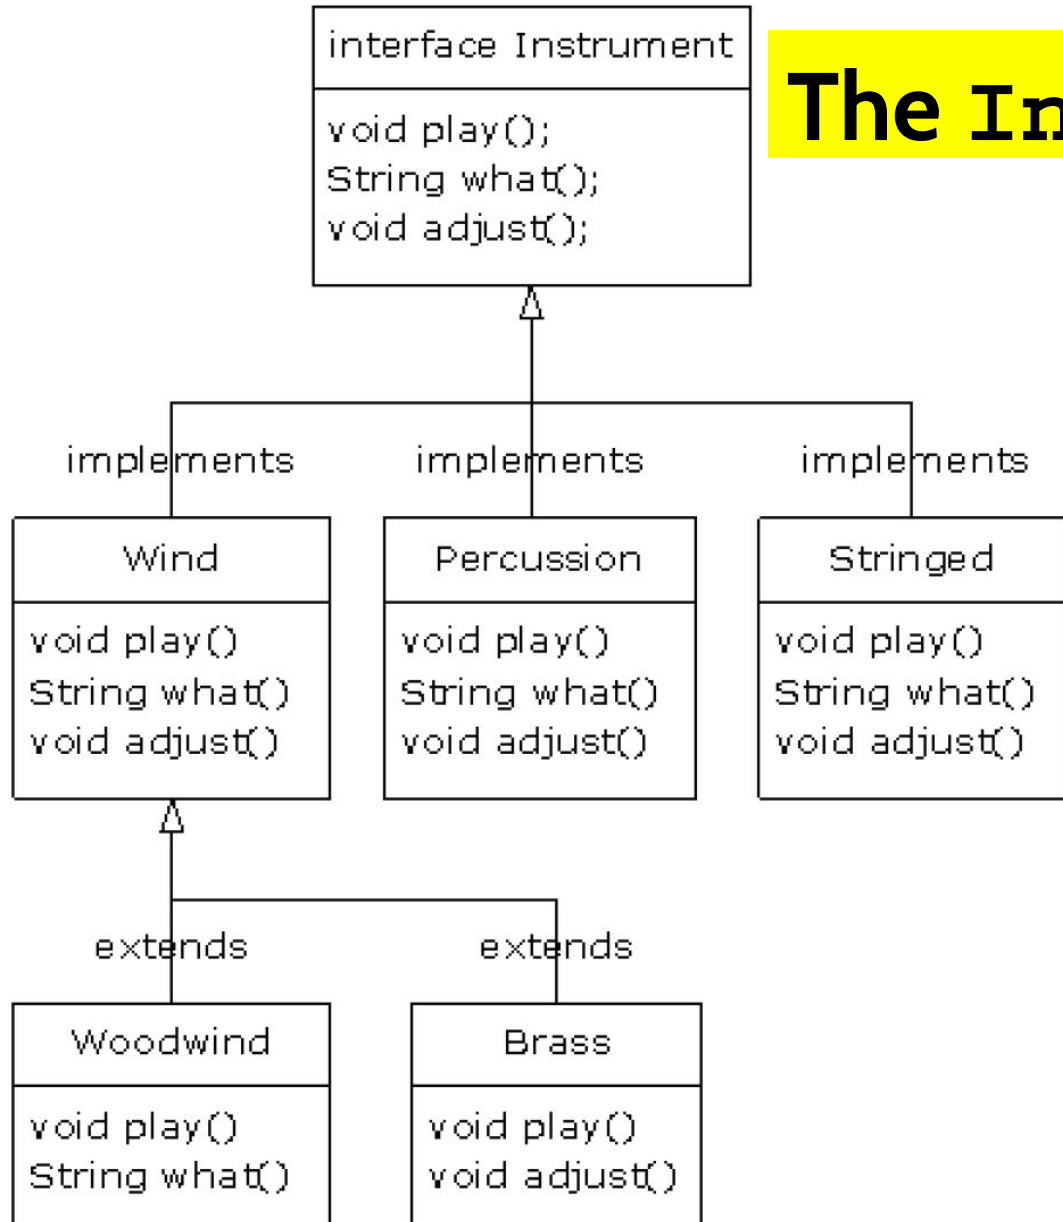 interface Instrument
void play();
String what();
void adjust();
The In
implements
implements
implements
Wind
void play()
String what()
void adjust()
Percussion
void play()
String what()
void adjust()
Stringed
void play()
String what()
void adjust()
extends
extends
Woodwind
void play()
String what()
Brass
void play()
void adjust()